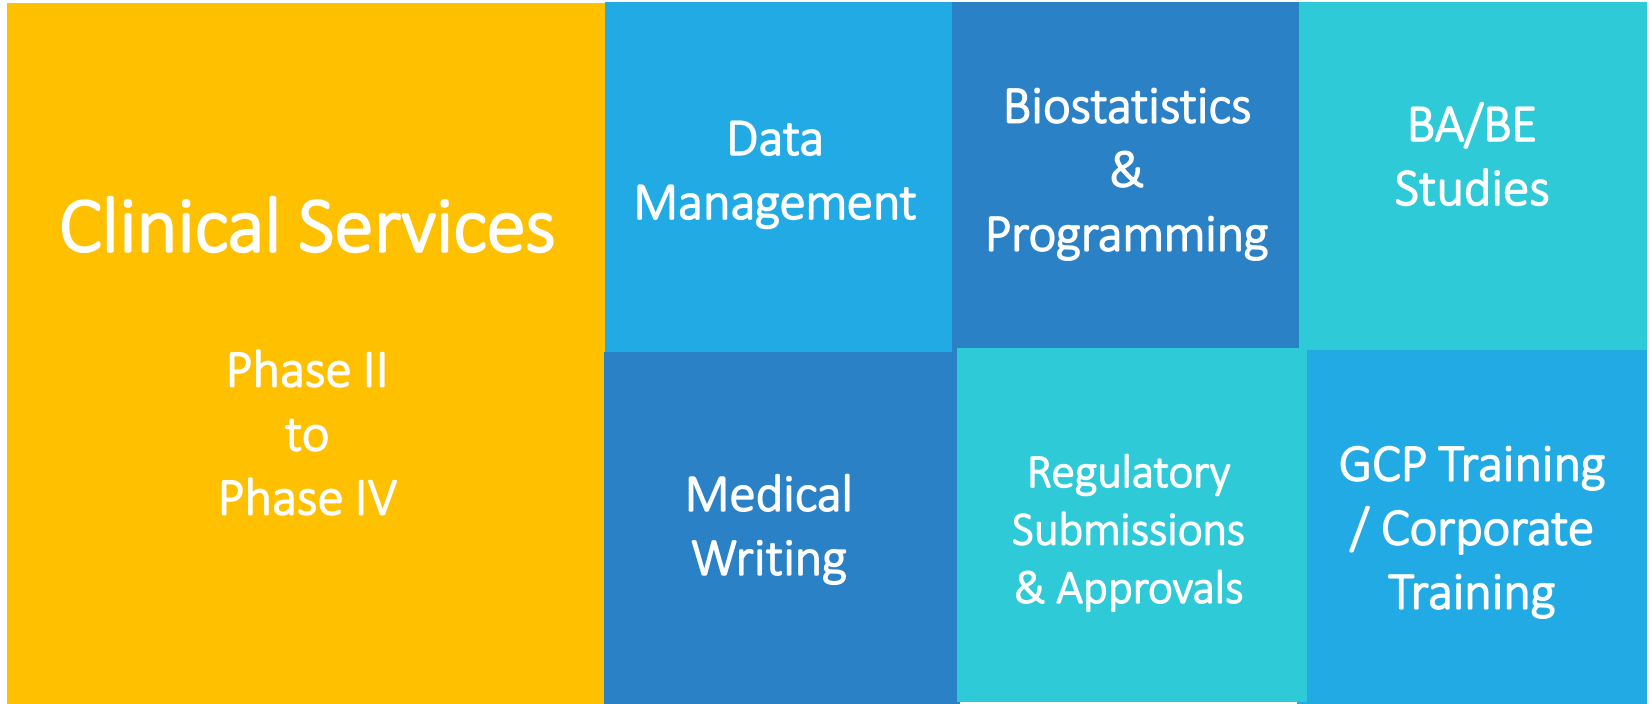 Clinical Services
Phase II
to
Phase IV
Data
Management
Biostatistics
&
Programming
BA/BE
Studies
Medical
Writing
Regulatory
Submissions
& Approvals
GCP Training
/ Corporate
Training